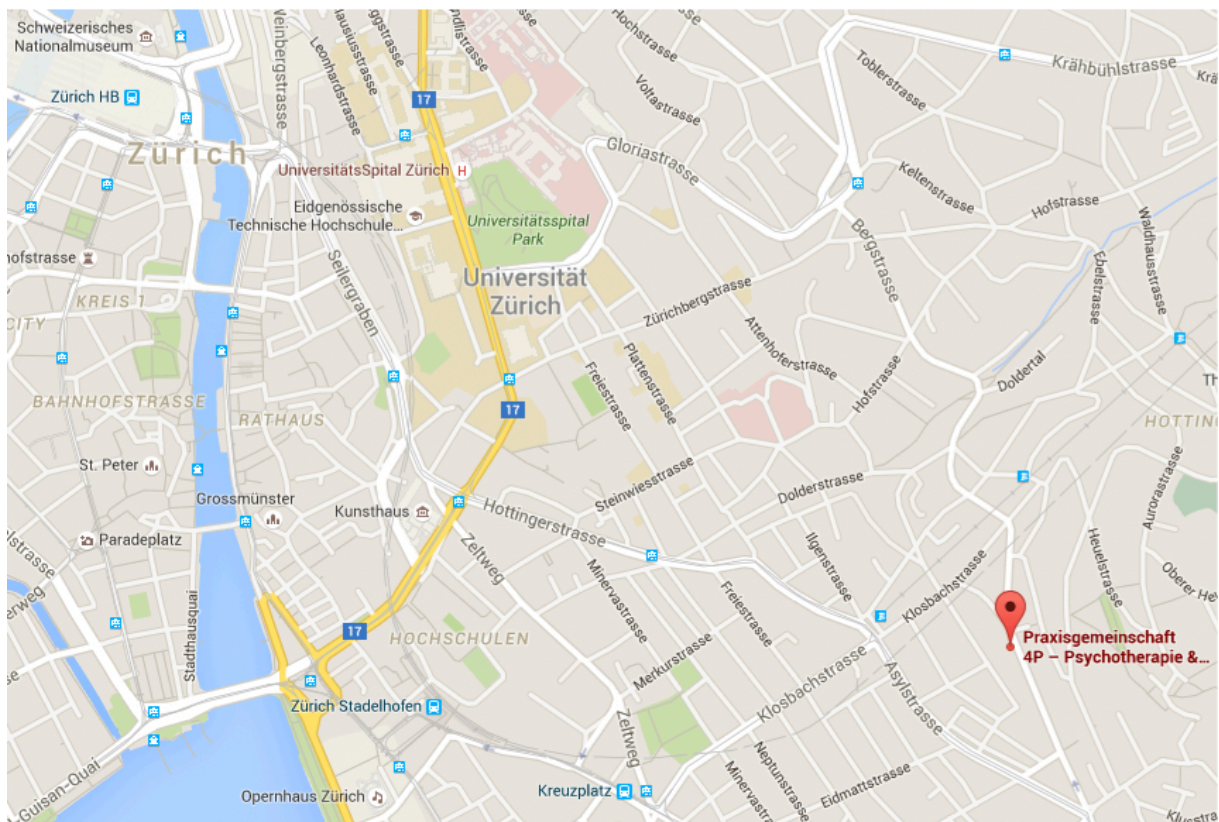 Schweizerisches
Nationalmuseum
Weinbergstrasse
Leonhardstrasse
Hochstrasse
Voltastrasse
Toblerstrasse
Krähbühlstrasse
Zürich HB
17
Zürich
Gloriastrasse
UniversitätsSpital Zürich
H
Keltenstrasse
Hofstrasse
Waldhausstrasse
Eidgenössische
Technische Hochschule...
Universitätsspital
Park
Bergstrasse
Ebelstrasse
Seilergraben
Universität
Zürich
KREIS 1
CITY
Zürichbergstrasse
Attenhoferstrasse
Plattenstrasse
Freiestrasse
Hofstrasse
Doldertal
BAHNHOFSTRASSE
RATHAUS
17
St. Peter
Steinwiesstrasse
Dolderstrasse
Aurorastrasse
Grossmünster
Kunsthaus
Hottingerstrasse
Paradeplatz
Zeltweg
Ilgenstrasse
Heuelstrasse
Minervastrasse
Freiestrasse
Klosbachstrasse
Stadthausquai
17
HOCHSCHULEN
Merkurstrasse
Praxisgemeinschaft
4P – Psychotherapie &...
Klosbachstrasse
Asylstrasse
Zürich Stadelhofen
Zeltweg
Neptunstrasse
Minervastrasse
Eidmattstrasse
Kreuzplatz
Opernhaus Zürich